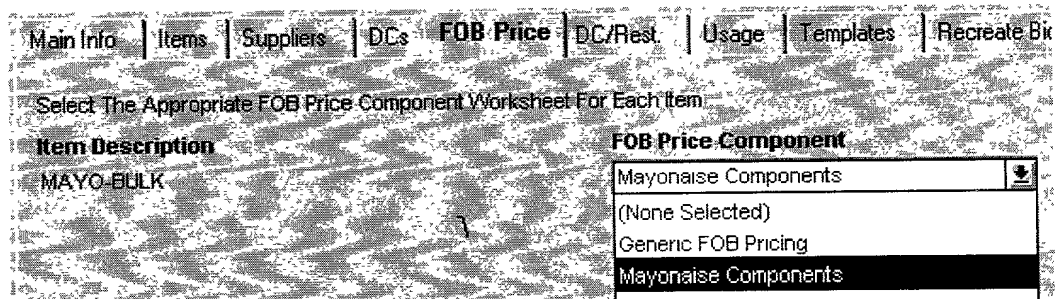 Main Info Items Suppliers DCs FOB Price DC/Rest. Usage Templates Recreate Bid
Select The Appropriate FOB Price Component Worksheet For Each Item
Item Description FOB Price Component
MAYO-BULK Mayonaise Components
(None Selected)
Generic FOB Pricing
Mayonaise Components